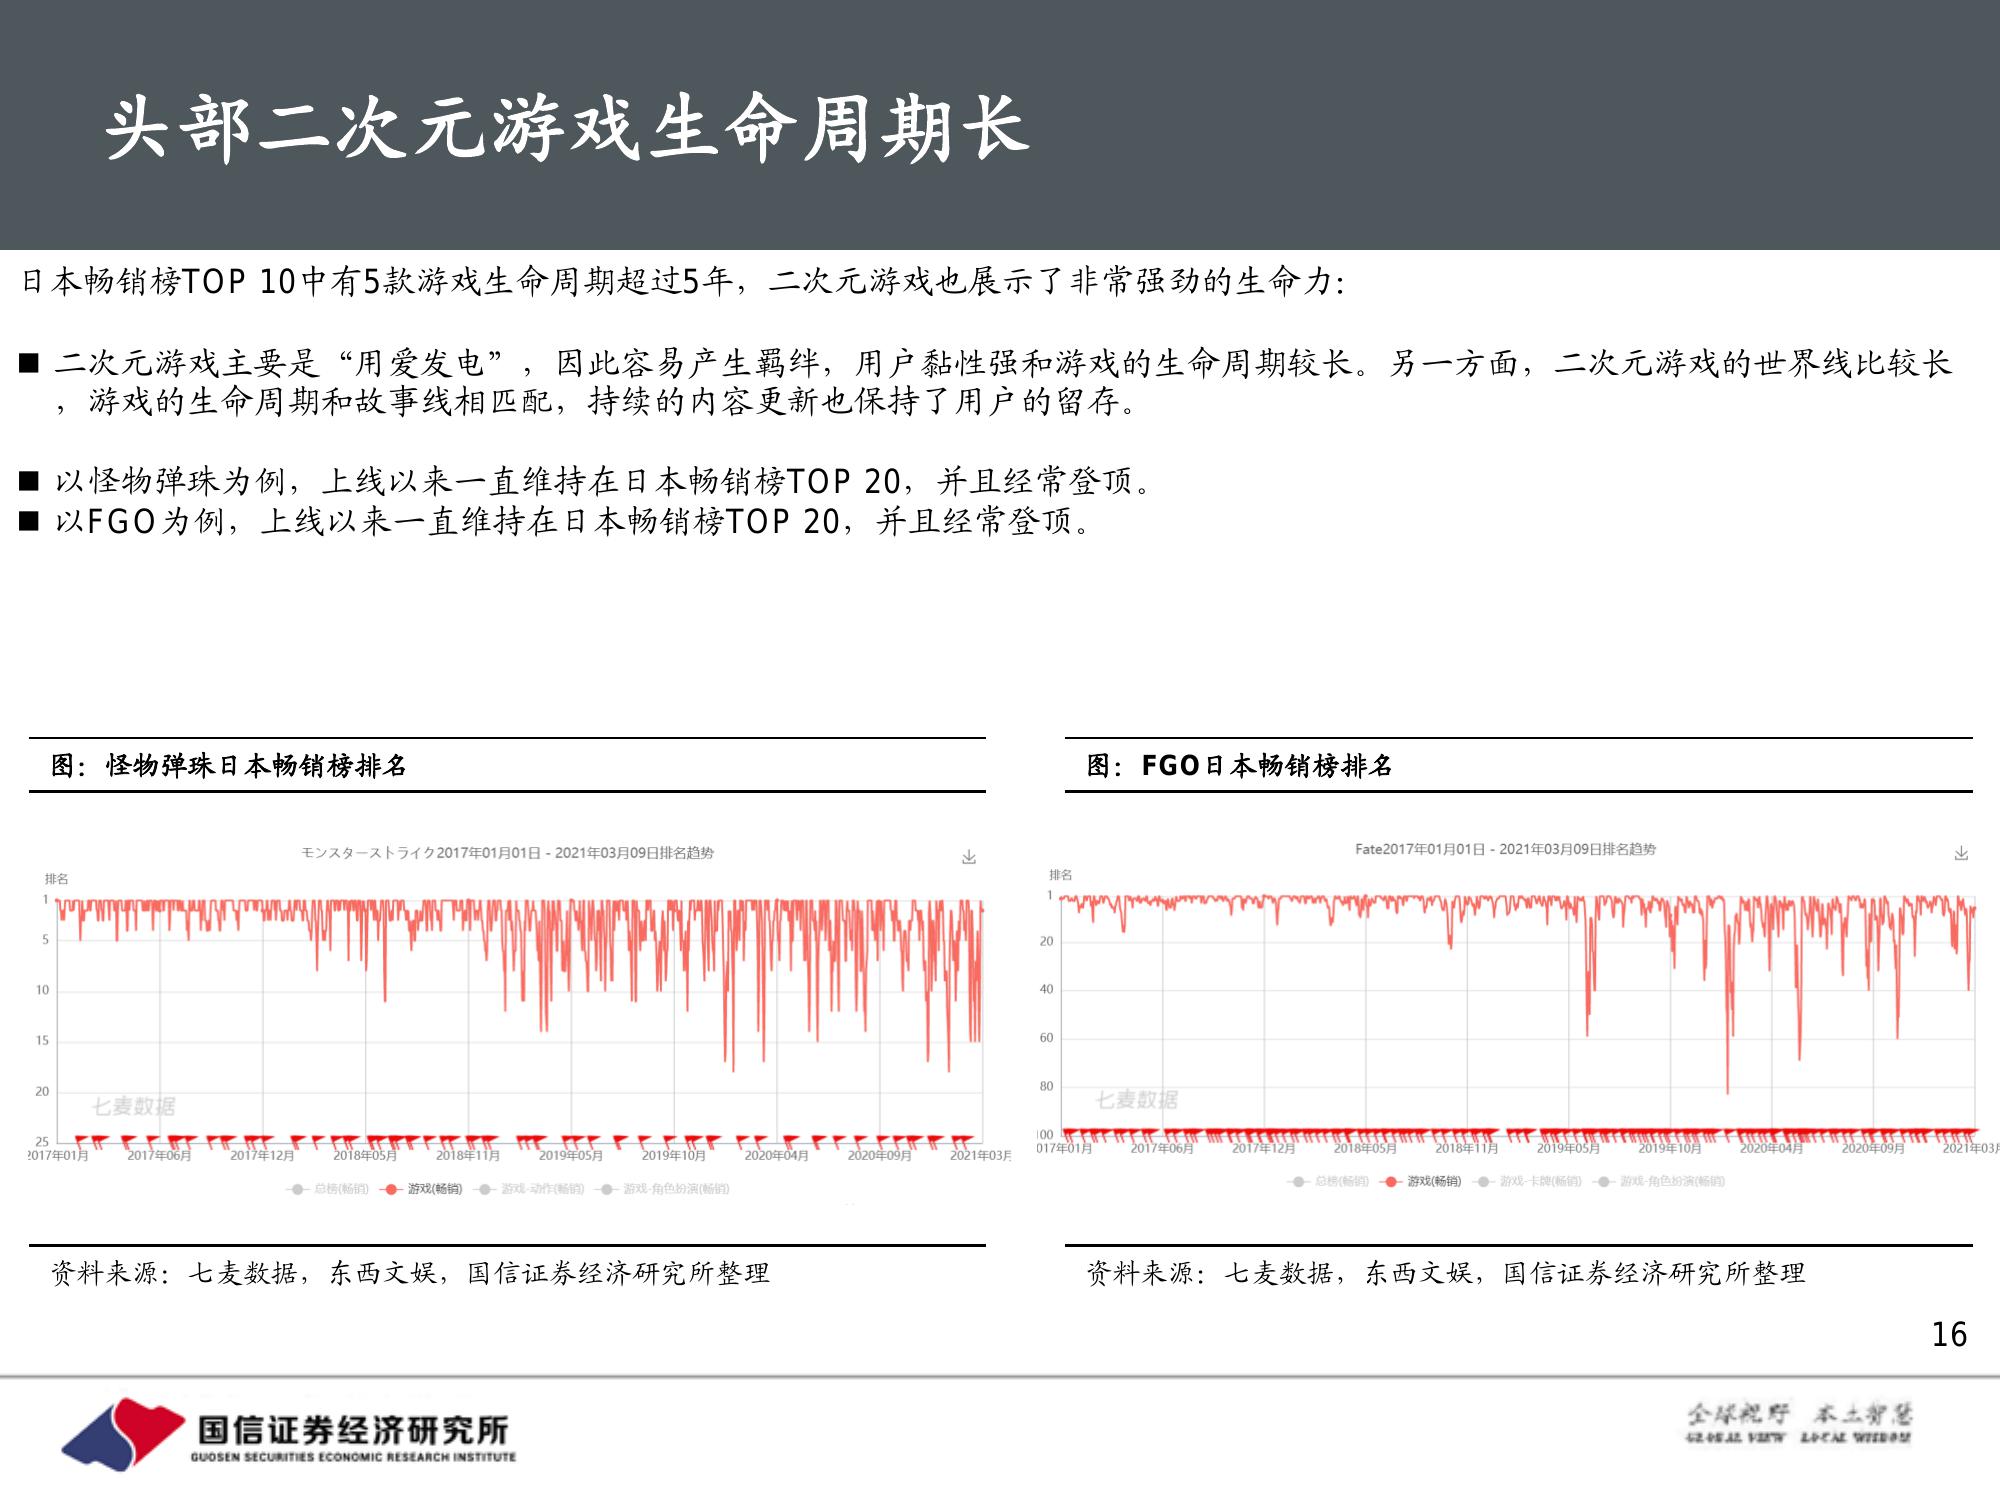 头部二次元游戏生命周期长
日本畅销榜TOP 10中有5款游戏生命周期超过5年，二次元游戏也展示了非常强劲的生命力：
■ 二次元游戏主要是“用爱发电”，因此容易产生羁绊，用户黏性强和游戏的生命周期较长。另一方面，二次元游戏的世界线比较长
，游戏的生命周期和故事线相匹配，持续的内容更新也保持了用户的留存。
■ 以怪物弹珠为例，上线以来一直维持在日本畅销榜TOP 20，并且经常登顶。
■ 以FGO为例，上线以来一直维持在日本畅销榜TOP 20，并且经常登顶。
图：怪物弹珠日本畅销榜排名
モンスターストライク2017年01月01日 - 2021年03月09日排名趋势
排名
1
5
10
15
20
25
七麦数据
2017年01月 2017年06月 2017年12月 2018年05月 2018年11月 2019年05月 2019年10月 2020年04月 2020年09月 2021年03月
总榜(畅销) 游戏(畅销) 游戏-动作(畅销) 游戏-角色扮演(畅销)
资料来源：七麦数据，东西文娱，国信证券经济研究所整理
图：FGO日本畅销榜排名
Fate2017年01月01日 - 2021年03月09日排名趋势
排名
1
20
40
60
80
00
七麦数据
017年01月 2017年06月 2017年12月 2018年05月 2018年11月 2019年05月 2019年10月 2020年04月 2020年09月 2021年03月
总榜(畅销) 游戏(畅销) 游戏-卡牌(畅销) 游戏-角色扮演(畅销)
资料来源：七麦数据，东西文娱，国信证券经济研究所整理
16
国信证券经济研究所
GUOSEN SECURITIES ECONOMIC RESEARCH INSTITUTE
全球视野 本土智慧
GLOBAL VIEW LOCAL WISDOM